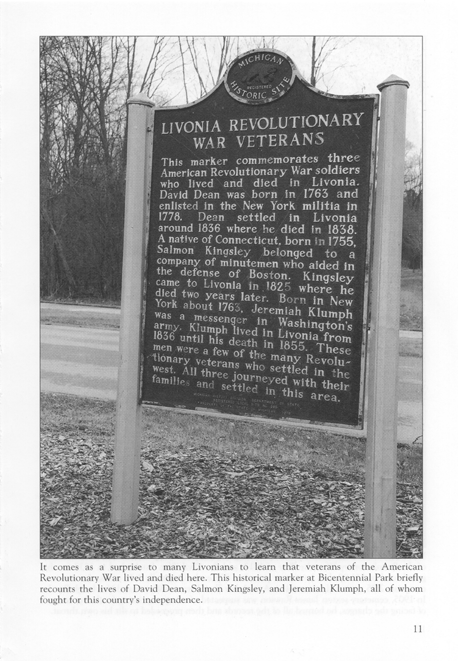 MICHIGAN
REGISTERED
HISTORIC SITE
LIVONIA REVOLUTIONARY
WAR VETERANS
This marker commemorates three
American Revolutionary War soldiers
who lived and died in Livonia.
David Dean was born in 1763 and
enlisted in the New York militia in
1778. Dean settled in Livonia
around 1836 where he died in 1838.
A native of Connecticut, born in 1755,
Salmon Kingsley belonged to a
company of minutemen who aided in
the defense of Boston. Kingsley
came to Livonia in 1825 where he
died two years later. Born in New
York about 1763, Jeremiah Klumph
was a messenger in Washington's
army. Klumph lived in Livonia from
1836 until his death in 1855. These
men were a few of the many Revolu-
tionary veterans who settled in the
west. All three journeyed with their
families and settled in this area.
It comes as a surprise to many Livonians to learn that veterans of the American
Revolutionary War lived and died here. This historical marker at Bicentennial Park briefly
recounts the lives of David Dean, Salmon Kingsley, and Jeremiah Klumph, all of whom
fought for this country's independence.
11